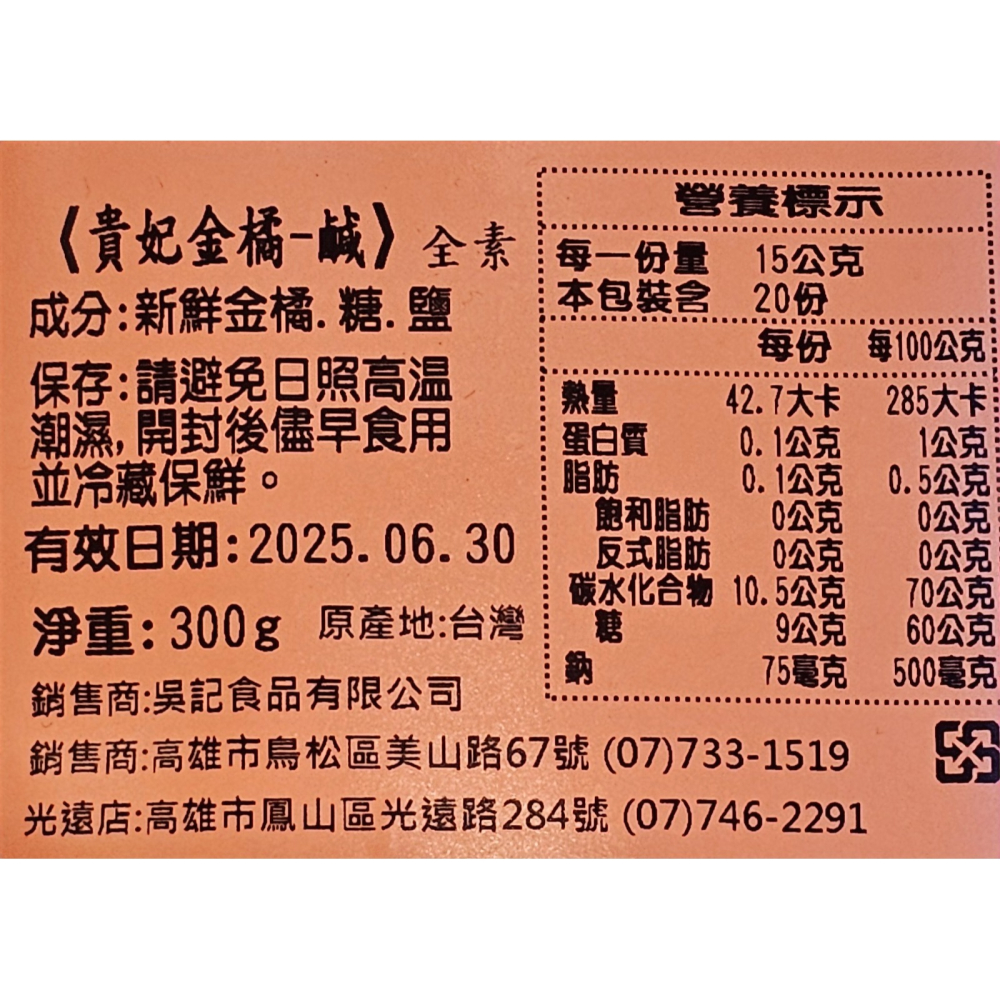 《貴妃金橘-鹹》 全素
成分:新鮮金橘.糖.鹽
保存:請避免日照高溫
潮濕,開封後儘早食用
並冷藏保鮮。
有效日期:2025.06.30
淨重:300g 原產地:台灣
銷售商:吳記食品有限公司
銷售商:高雄市鳥松區美山路67號 (07)733-1519
光遠店:高雄市鳳山區光遠路284號 (07)746-2291
營養標示
每一份量 15公克
本包裝含 20份
每份 每100公克
熱量 42.7大卡 285大卡
蛋白質 0.1公克 1公克
脂肪 0.1公克 0.5公克
飽和脂肪 0公克 0公克
反式脂肪 0公克 0公克
碳水化合物 10.5公克 70公克
糖 9公克 60公克
鈉 75毫克 500毫克